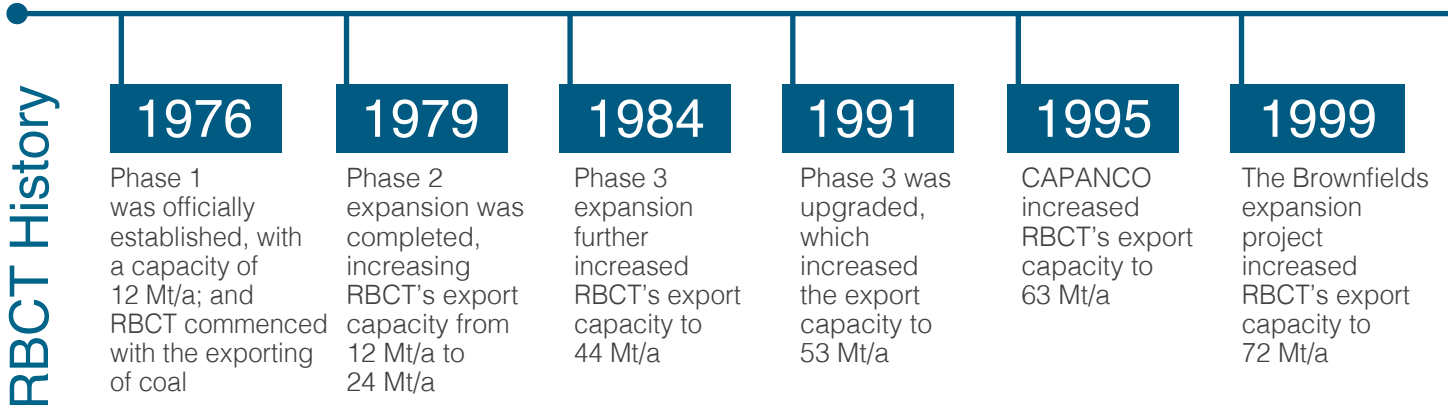 RBCT History
1976
Phase 1
was officially
established, with
a capacity of
12 Mt/a; and
RBCT commenced
with the exporting
of coal
1979
Phase 2
expansion was
completed,
increasing
RBCT's export
capacity from
12 Mt/a to
24 Mt/a
1984
Phase 3
expansion
further
increased
RBCT's export
capacity to
44 Mt/a
1991
Phase 3 was
upgraded,
which
increased
the export
capacity to
53 Mt/a
1995
CAPANCO
increased
RBCT's export
capacity to
63 Mt/a
1999
The Brownfields
expansion
project
increased
RBCT's export
capacity to
72 Mt/a